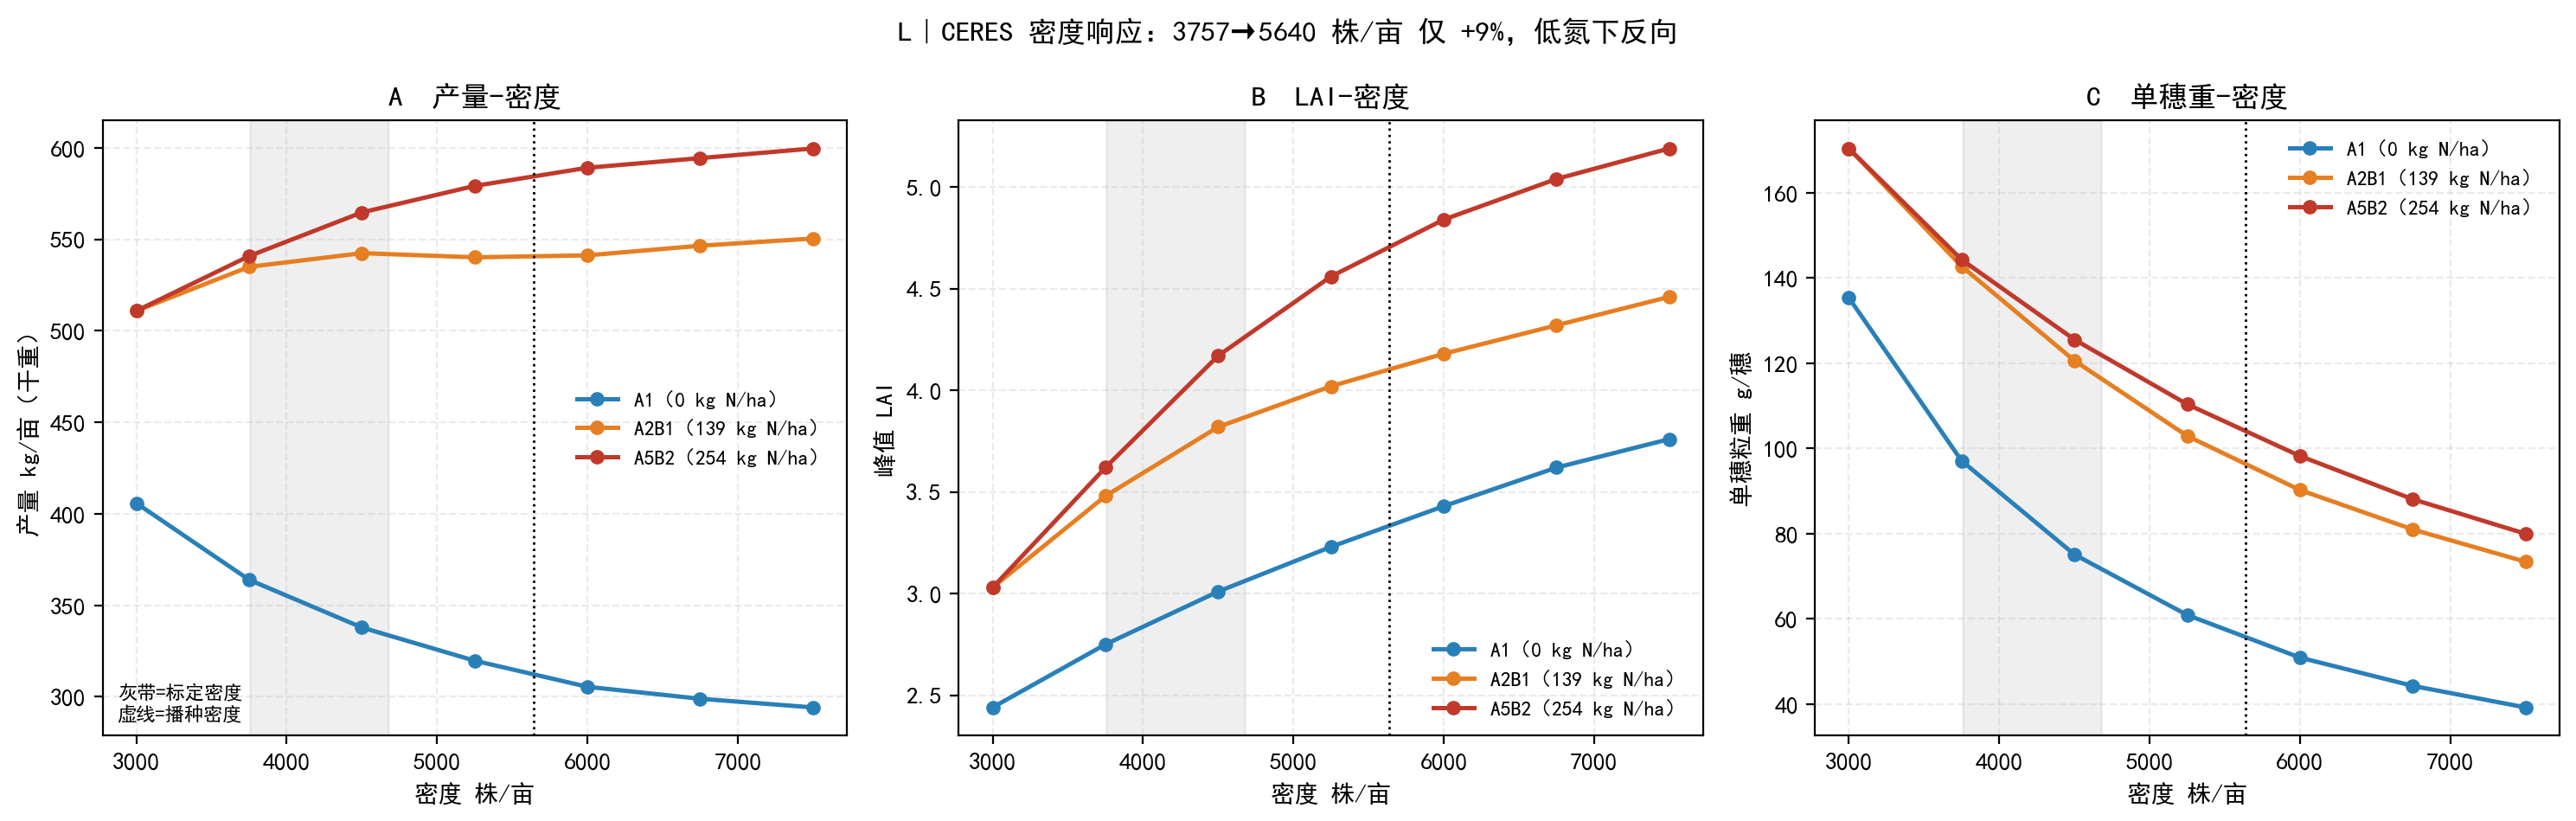 L｜CERES 密度响应：3757→5640 株/亩 仅 +9%，低氮下反向
A 产量-密度
600
550
500
450
400
350
300
产量 kg/亩（干重）
A1（0 kg N/ha）
A2B1（139 kg N/ha）
A5B2（254 kg N/ha）
灰带=标定密度
虚线=播种密度
3000 4000 5000 6000 7000
密度 株/亩
B LAI-密度
5.0
4.5
4.0
3.5
3.0
2.5
峰值 LAI
A1（0 kg N/ha）
A2B1（139 kg N/ha）
A5B2（254 kg N/ha）
3000 4000 5000 6000 7000
密度 株/亩
C 单穗重-密度
160
140
120
100
80
60
40
单穗粒重 g/穗
A1（0 kg N/ha）
A2B1（139 kg N/ha）
A5B2（254 kg N/ha）
3000 4000 5000 6000 7000
密度 株/亩